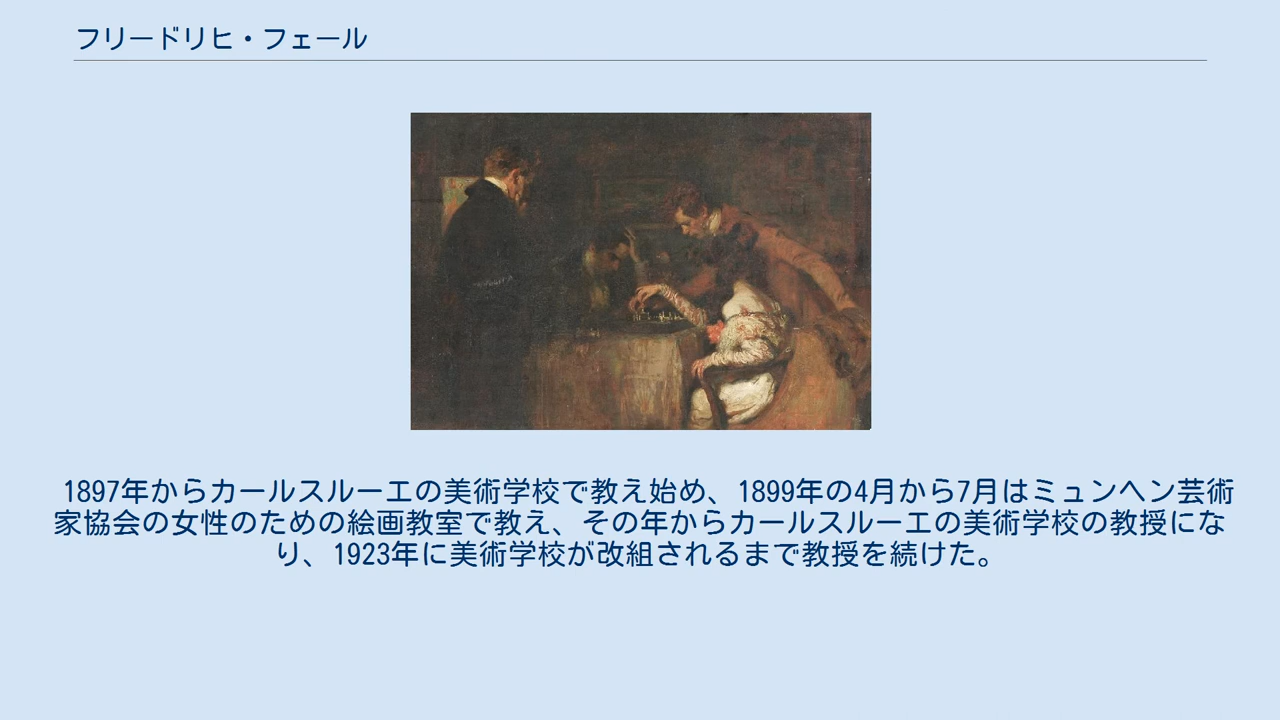 フリードリヒ・フェール
1897年からカールスルーエの美術学校で教え始め、1899年の4月から7月はミュンヘン芸術
家協会の女性のための絵画教室で教え、その年からカールスルーエの美術学校の教授にな
り、1923年に美術学校が改組されるまで教授を続けた。